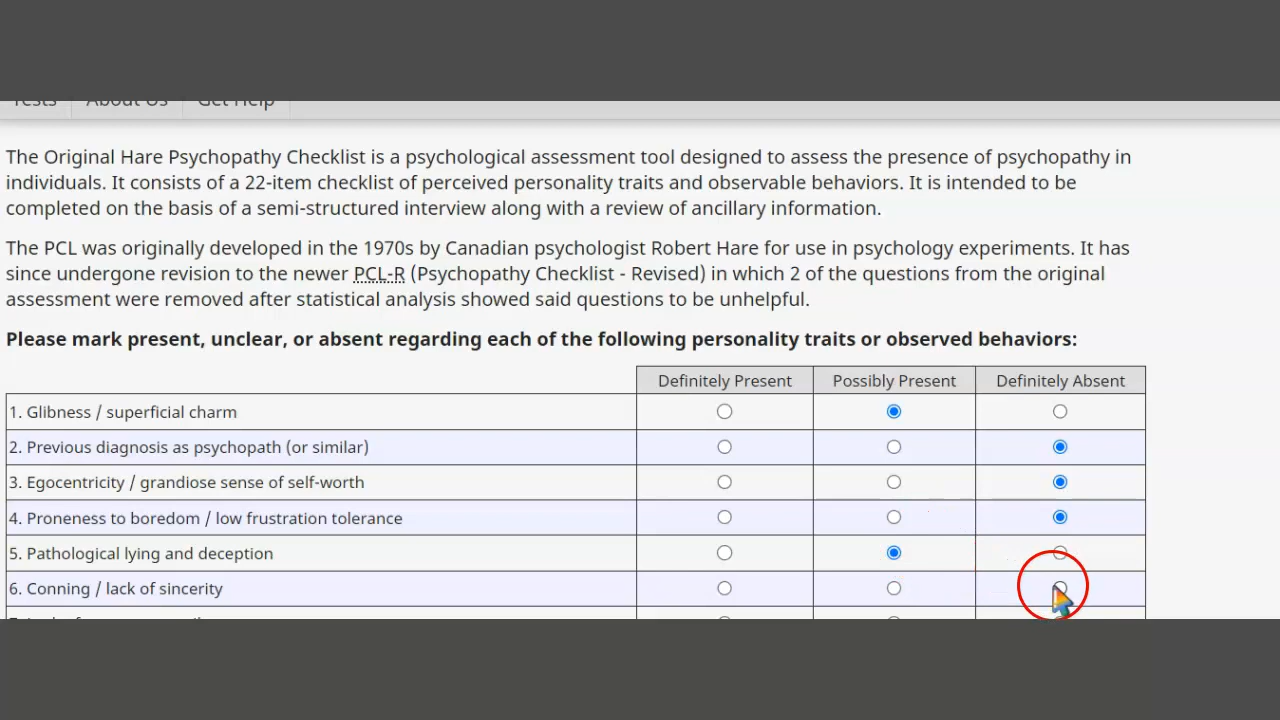 Tests About Us Get Help
The Original Hare Psychopathy Checklist is a psychological assessment tool designed to assess the presence of psychopathy in
individuals. It consists of a 22-item checklist of perceived personality traits and observable behaviors. It is intended to be
completed on the basis of a semi-structured interview along with a review of ancillary information.
The PCL was originally developed in the 1970s by Canadian psychologist Robert Hare for use in psychology experiments. It has
since undergone revision to the newer PCL-R (Psychopathy Checklist - Revised) in which 2 of the questions from the original
assessment were removed after statistical analysis showed said questions to be unhelpful.
Please mark present, unclear, or absent regarding each of the following personality traits or observed behaviors:
Definitely Present Possibly Present Definitely Absent
1. Glibness / superficial charm
2. Previous diagnosis as psychopath (or similar)
3. Egocentricity / grandiose sense of self-worth
4. Proneness to boredom / low frustration tolerance
5. Pathological lying and deception
6. Conning / lack of sincerity